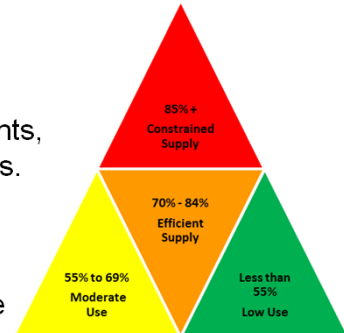 85% +
Constrained
Supply
nts,
s.
70% - 84%
Efficient
Supply
55% to 69%
Moderate
Use
Less than
55%
Low Use
e